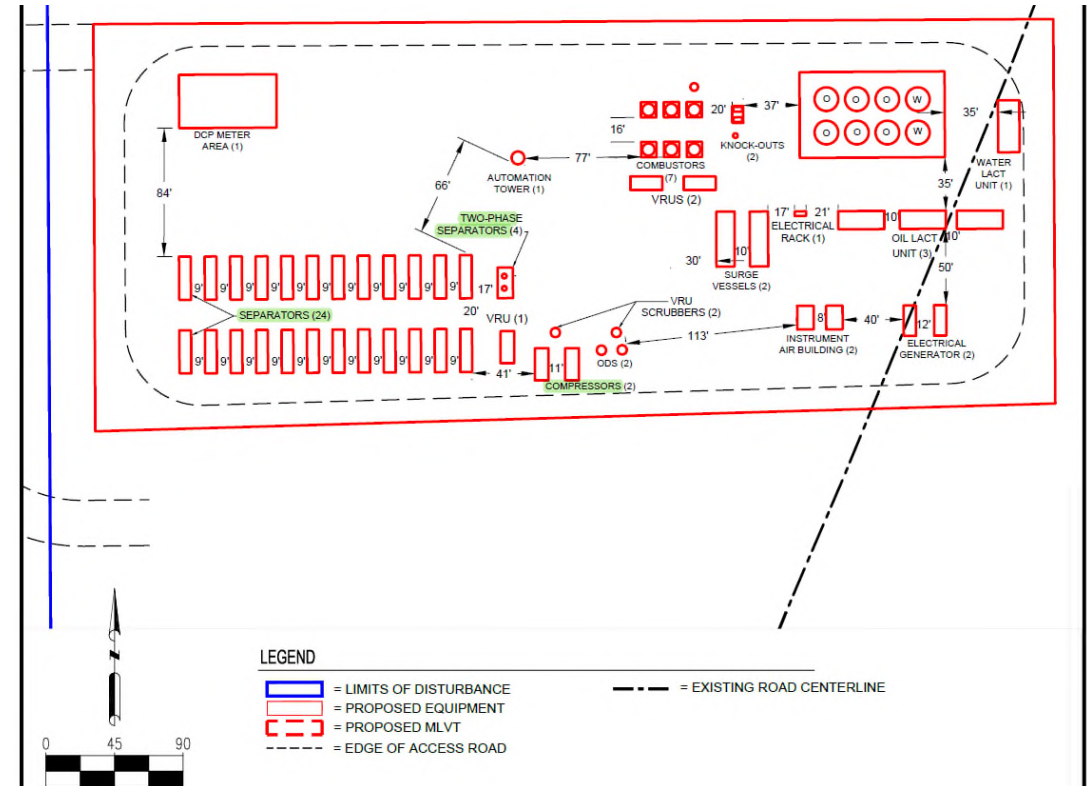 O O O W
O O O W
20'
37'
35'
16'
DCP METER
AREA (1)
KNOCK-OUTS
(2)
77'
COMBUSTORS
(7)
AUTOMATION
TOWER (1)
WATER
LACT
UNIT (1)
84'
66'
35'
VRUS (2)
TWO-PHASE
SEPARATORS (4)
17'
21'
10'
ELECTRICAL
RACK (1)
OIL LACT
UNIT (3)
10'
10'
30'
50'
SURGE
VESSELS (2)
9' 9' 9' 9' 9' 9' 9' 9' 9' 9' 9'
17'
20'
VRU (1)
VRU
SCRUBBERS (2)
SEPARATORS (24)
8'
40'
12'
113'
INSTRUMENT
AIR BUILDING (2)
ELECTRICAL
GENERATOR (2)
9' 9' 9' 9' 9' 9' 9' 9' 9' 9' 9'
11'
ODS (2)
41'
COMPRESSORS (2)
N
LEGEND
= LIMITS OF DISTURBANCE
= EXISTING ROAD CENTERLINE
= PROPOSED EQUIPMENT
= PROPOSED MLVT
= EDGE OF ACCESS ROAD
0 45 90